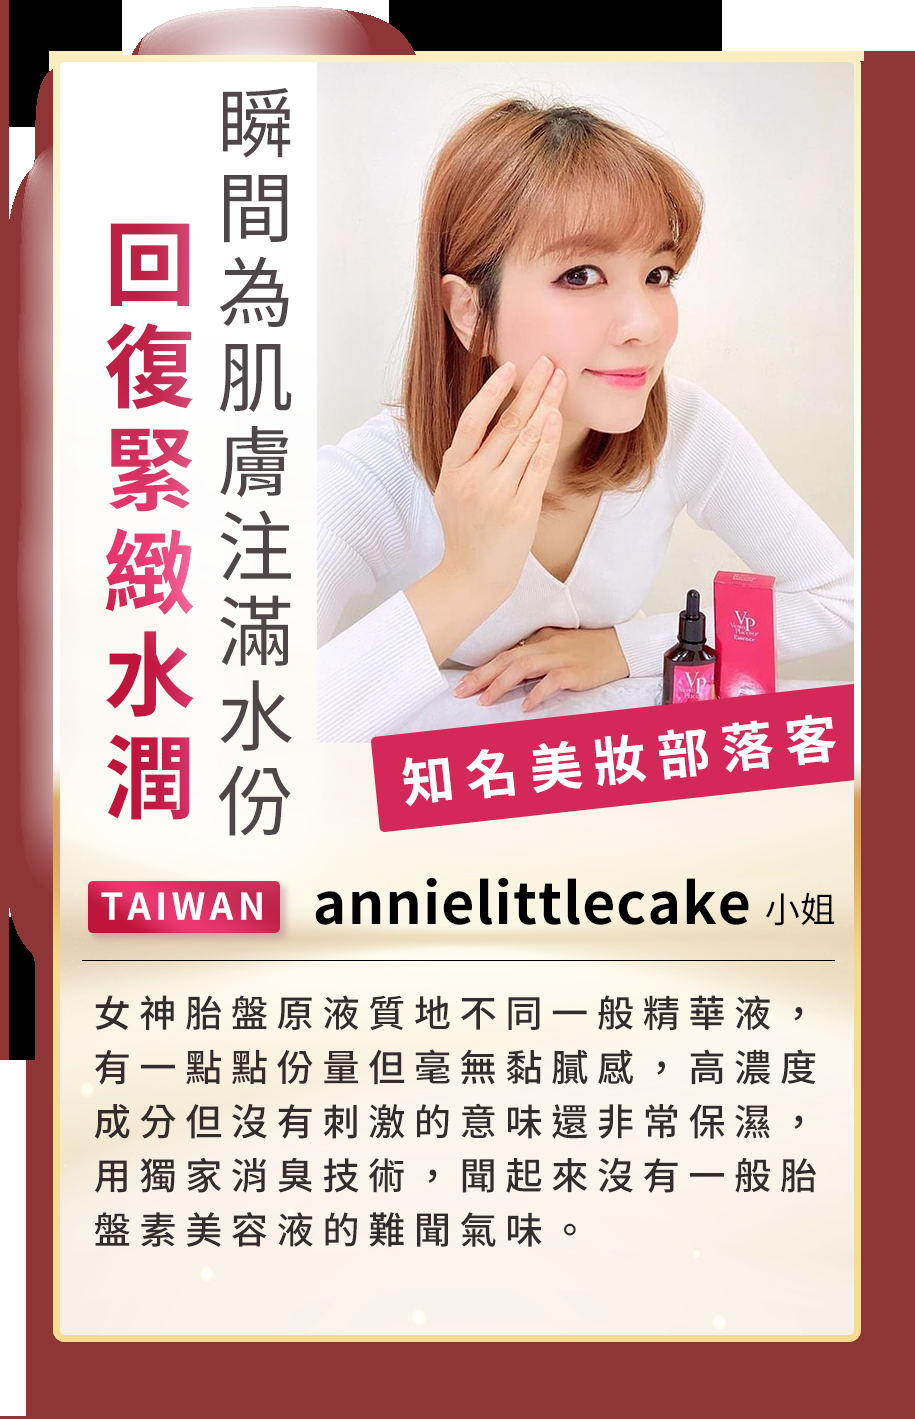 瞬間為肌膚注滿水份
回復緊緻水潤
VP
Placenta
Essence
VP
知名美妝部落客
TAIWAN
annielittlecake 小姐
女神胎盤原液質地不同一般精華液，
有一點點份量但毫無黏膩感，高濃度
成分但沒有刺激的意味還非常保濕，
用獨家消臭技術，聞起來沒有一般胎
盤素美容液的難聞氣味。